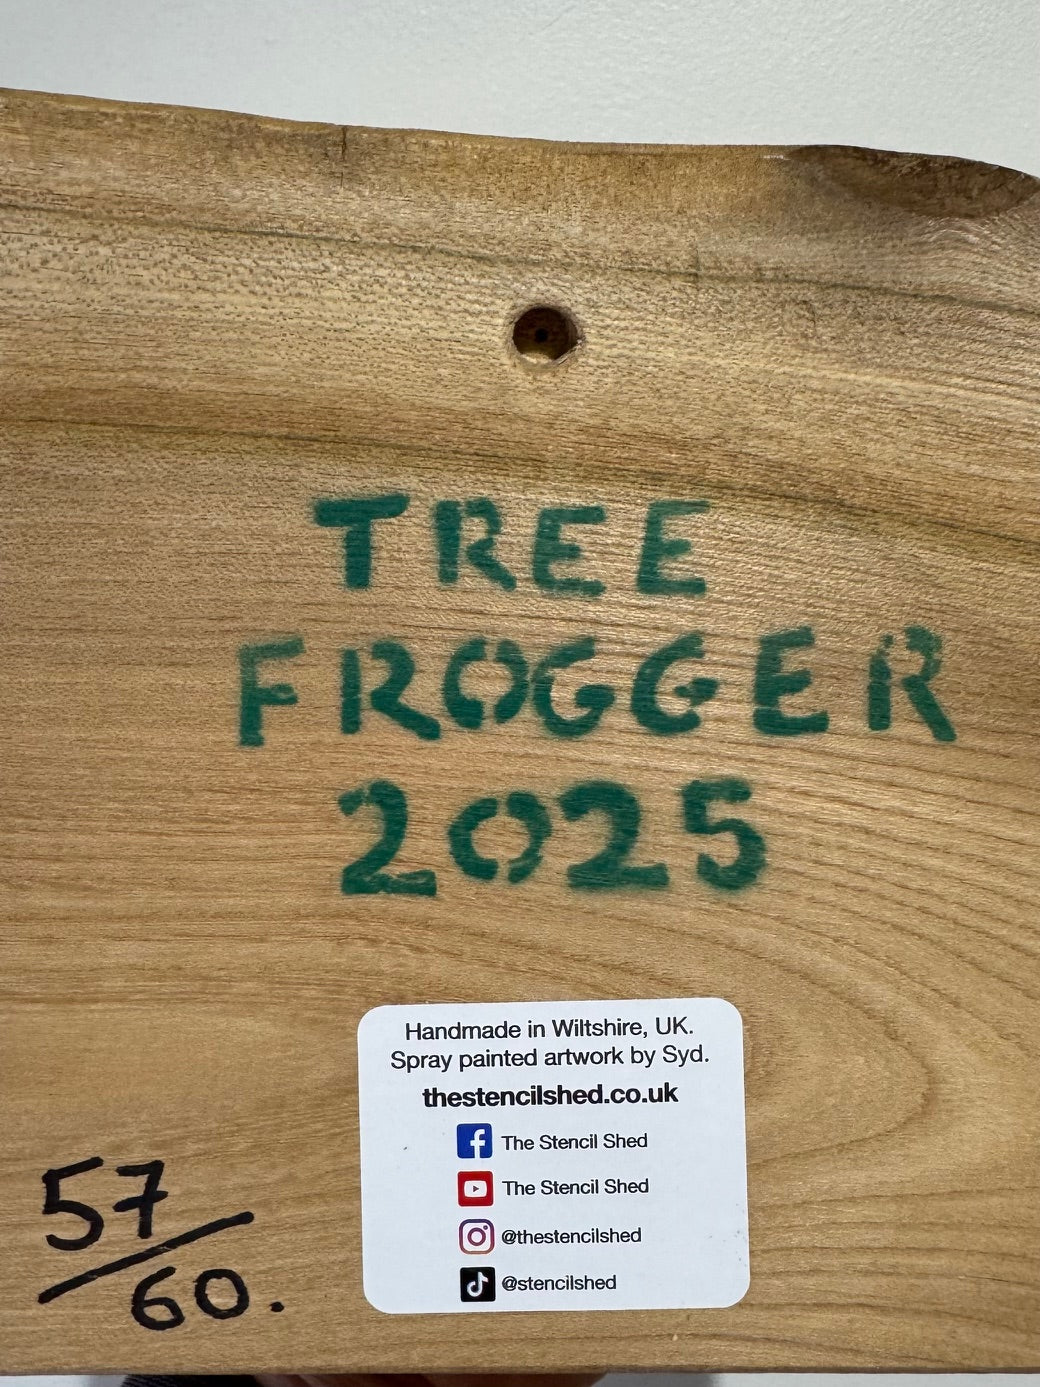 TREE
FROGGER
2025
Handmade in Wiltshire, UK.
Spray painted artwork by Syd.
thestencilshed.co.uk
The Stencil Shed
The Stencil Shed
@thestencilshed
@stencilshed
57/60.